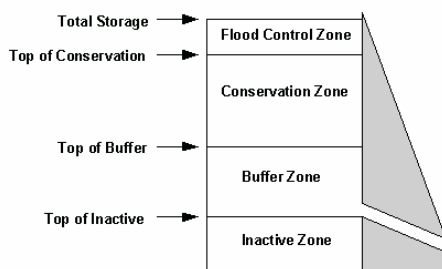 Total Storage
Flood Control Zone
Top of Conservation
Conservation Zone
Top of Buffer
Buffer Zone
Top of Inactive
Inactive Zone